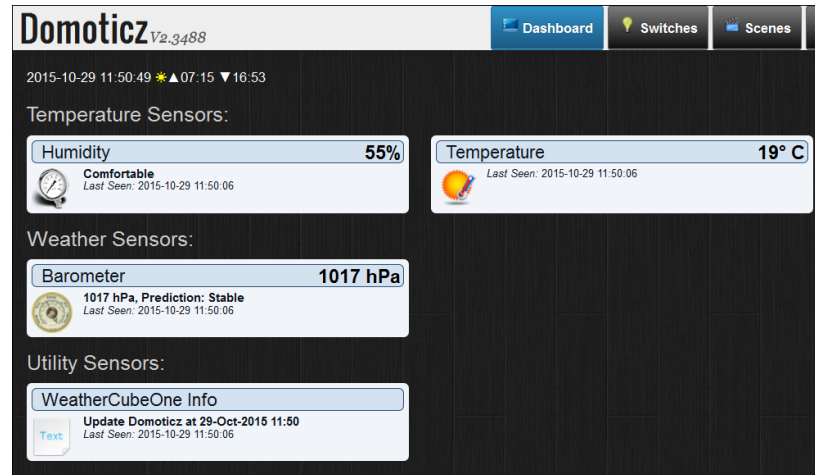 Domoticz V2.3488
Dashboard
Switches
Scenes
2015-10-29 11:50:49 ☀▲07:15 ▼16:53
Temperature Sensors:
Humidity 55%
Comfortable
Last Seen: 2015-10-29 11:50:06
Temperature 19° C
Last Seen: 2015-10-29 11:50:06
Weather Sensors:
Barometer 1017 hPa
1017 hPa, Prediction: Stable
Last Seen: 2015-10-29 11:50:06
Utility Sensors:
WeatherCubeOne Info
Text
Update Domoticz at 29-Oct-2015 11:50
Last Seen: 2015-10-29 11:50:06